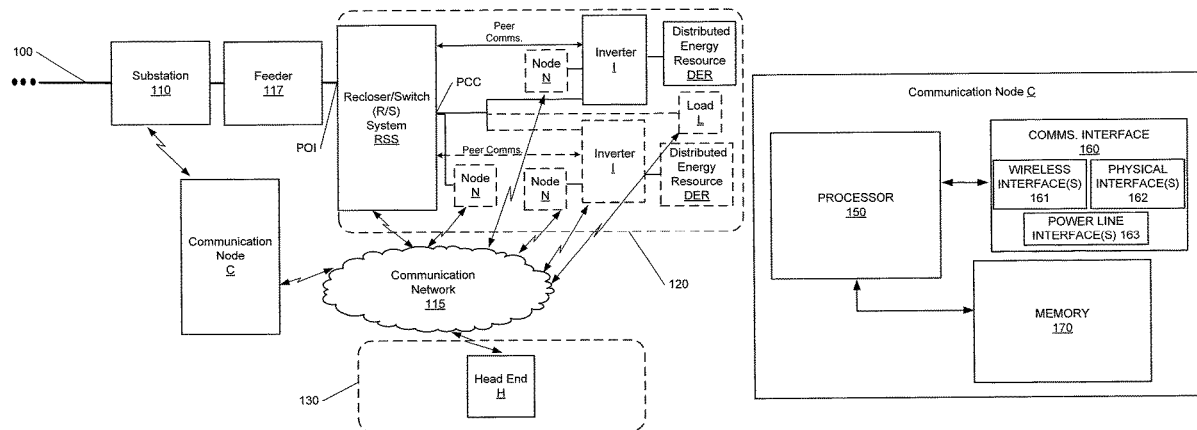 100
Substation
110
Feeder
117
POI
Recloser/Switch
(R/S)
System
RSS
PCC
Peer
Comms.
Node
N
Inverter
I
Distributed
Energy
Resource
DER
Load
L
Peer Comms.
Inverter
I
Distributed
Energy
Resource
DER
Node
N
Node
N
120
Communication
Node
C
Communication
Network
115
130
Head End
H
Communication Node C
PROCESSOR
150
COMMS. INTERFACE
160
WIRELESS
INTERFACE(S)
161
PHYSICAL
INTERFACE(S)
162
POWER LINE
INTERFACE(S) 163
MEMORY
170